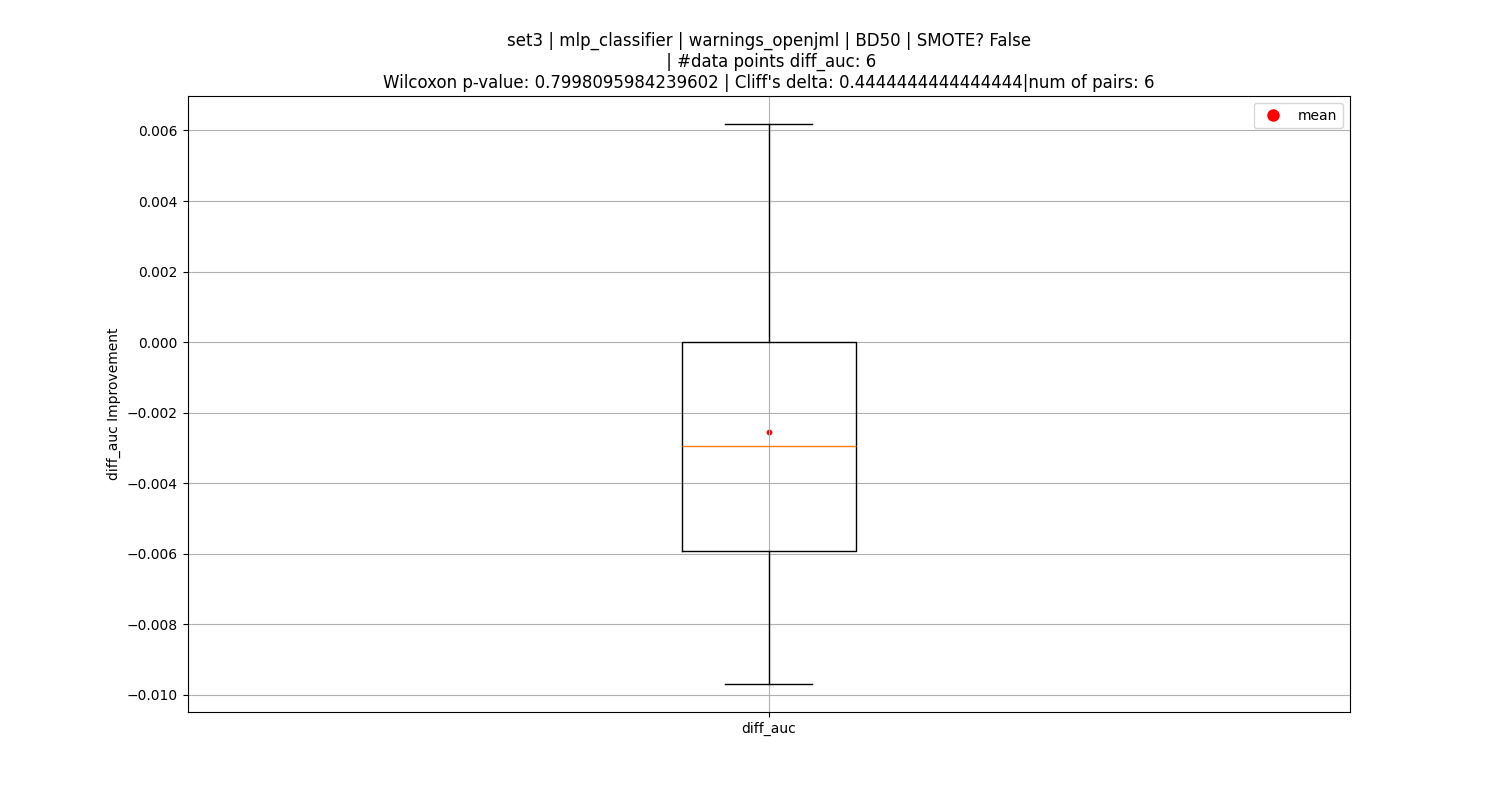 set3 | mlp_classifier | warnings_openjml | BD50 | SMOTE? False
| #data points diff_auc: 6
Wilcoxon p-value: 0.7998095984239602 | Cliff's delta: 0.4444444444444444|num of pairs: 6
mean
0.006
0.004
0.002
0.000
−0.002
−0.004
−0.006
−0.008
−0.010
diff_auc Improvement
diff_auc